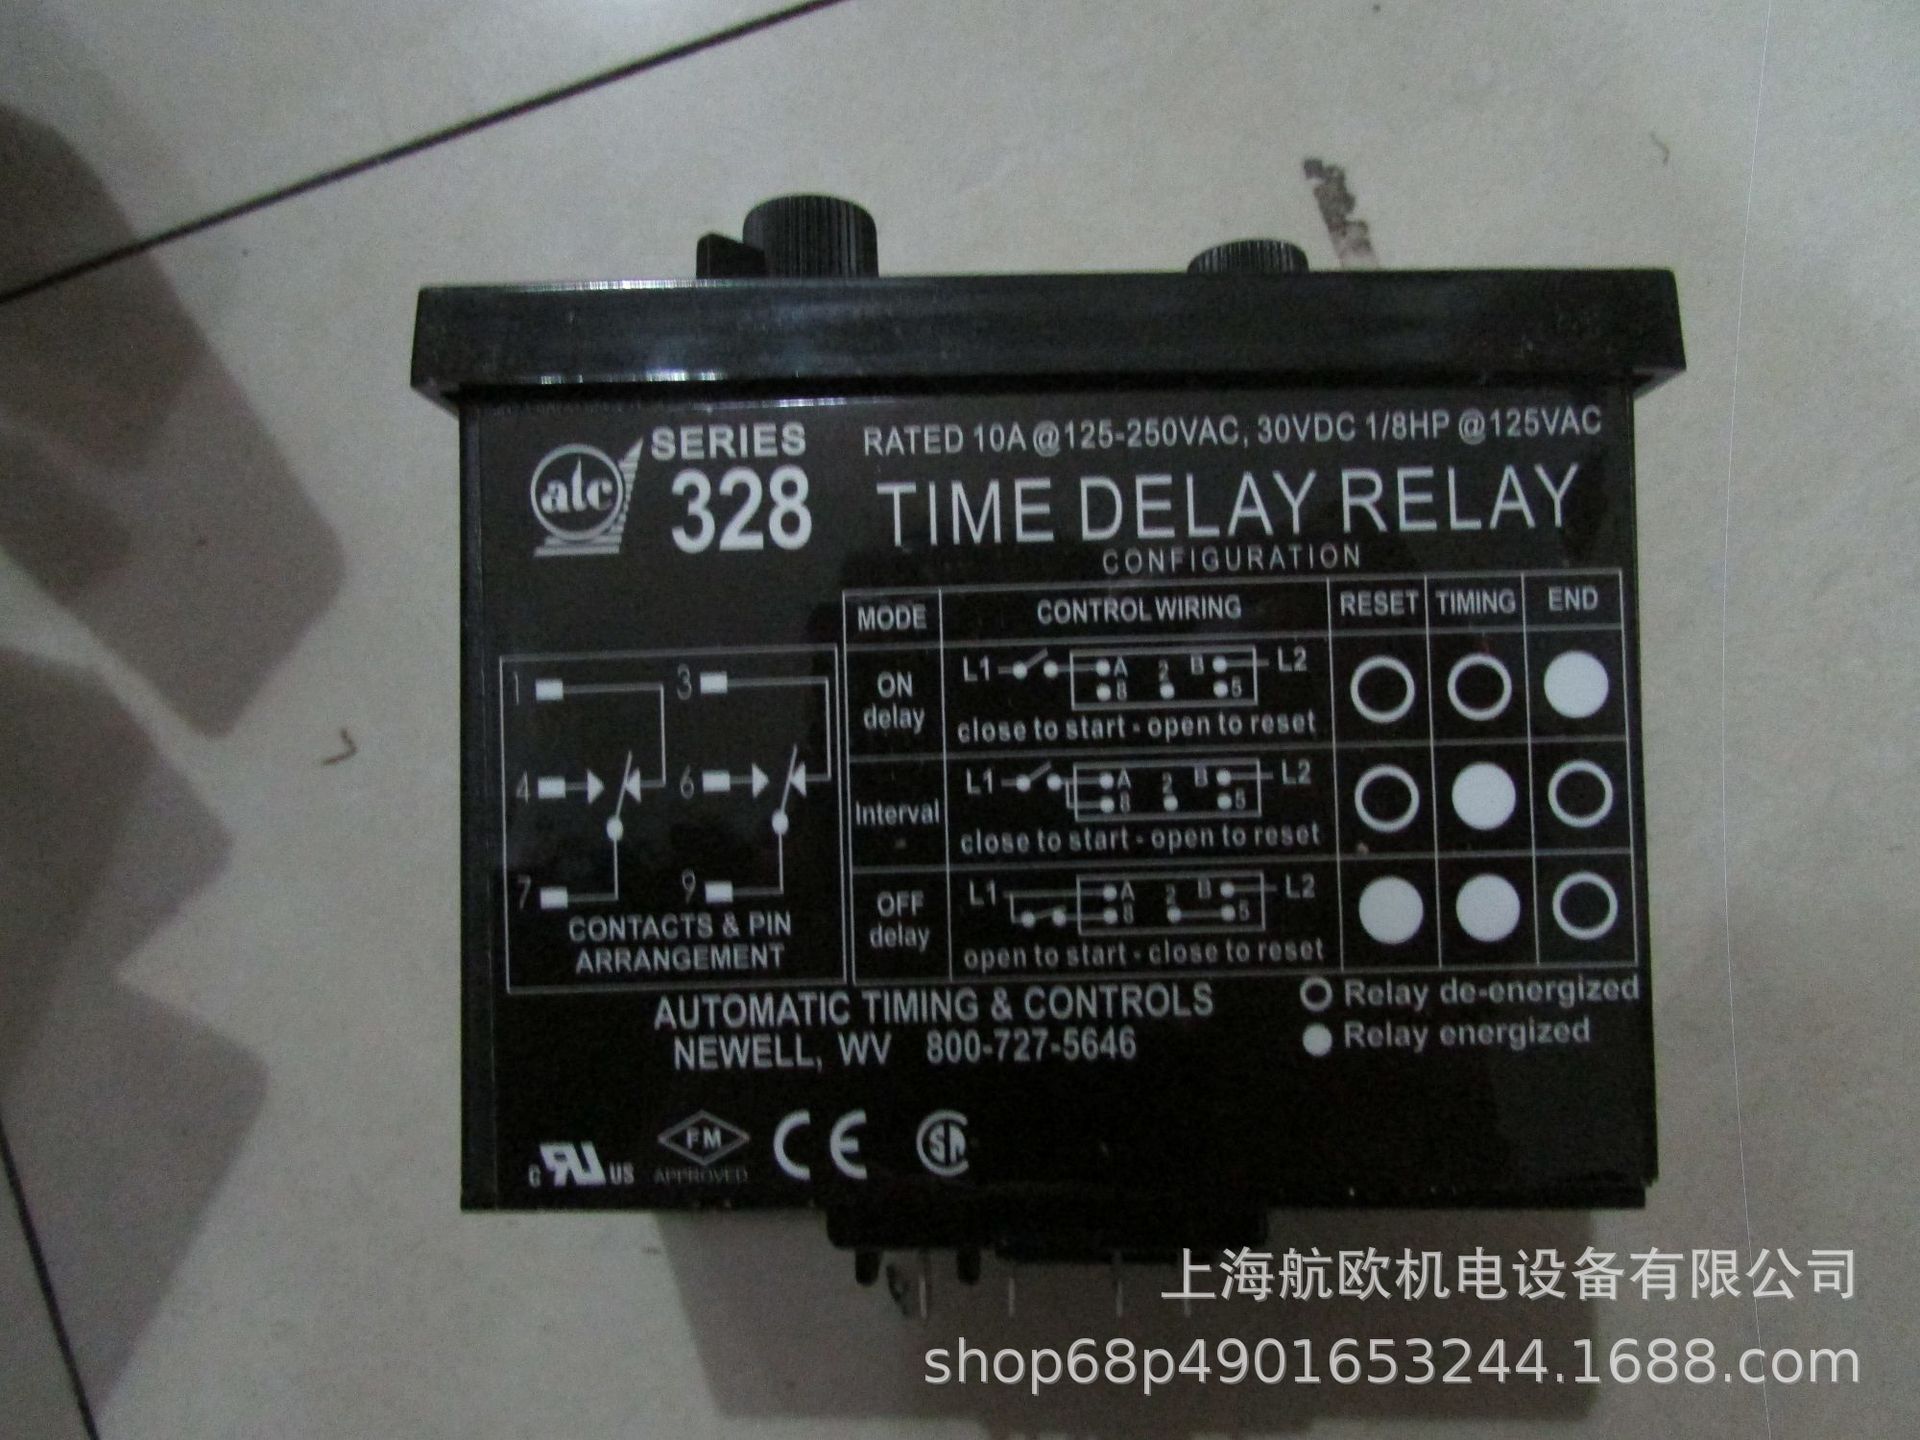 atc
SERIES
328
RATED 10A @125-250VAC, 30VDC 1/8HP @125VAC
TIME DELAY RELAY
CONFIGURATION
MODE CONTROL WIRING RESET TIMING END
ON delay
L1 A 2 B L2
8 5
close to start - open to reset
Interval
L1 A 2 B L2
8 5
close to start - open to reset
OFF delay
L1 A 2 B L2
8 5
open to start - close to reset
1 3
4 6
7 9
CONTACTS & PIN
ARRANGEMENT
AUTOMATIC TIMING & CONTROLS
NEWELL, WV 800-727-5646
Relay de-energized
Relay energized
C RU US
FM
APPROVED
CE
SA
上海航欧机电设备有限公司
shop68p4901653244.1688.com